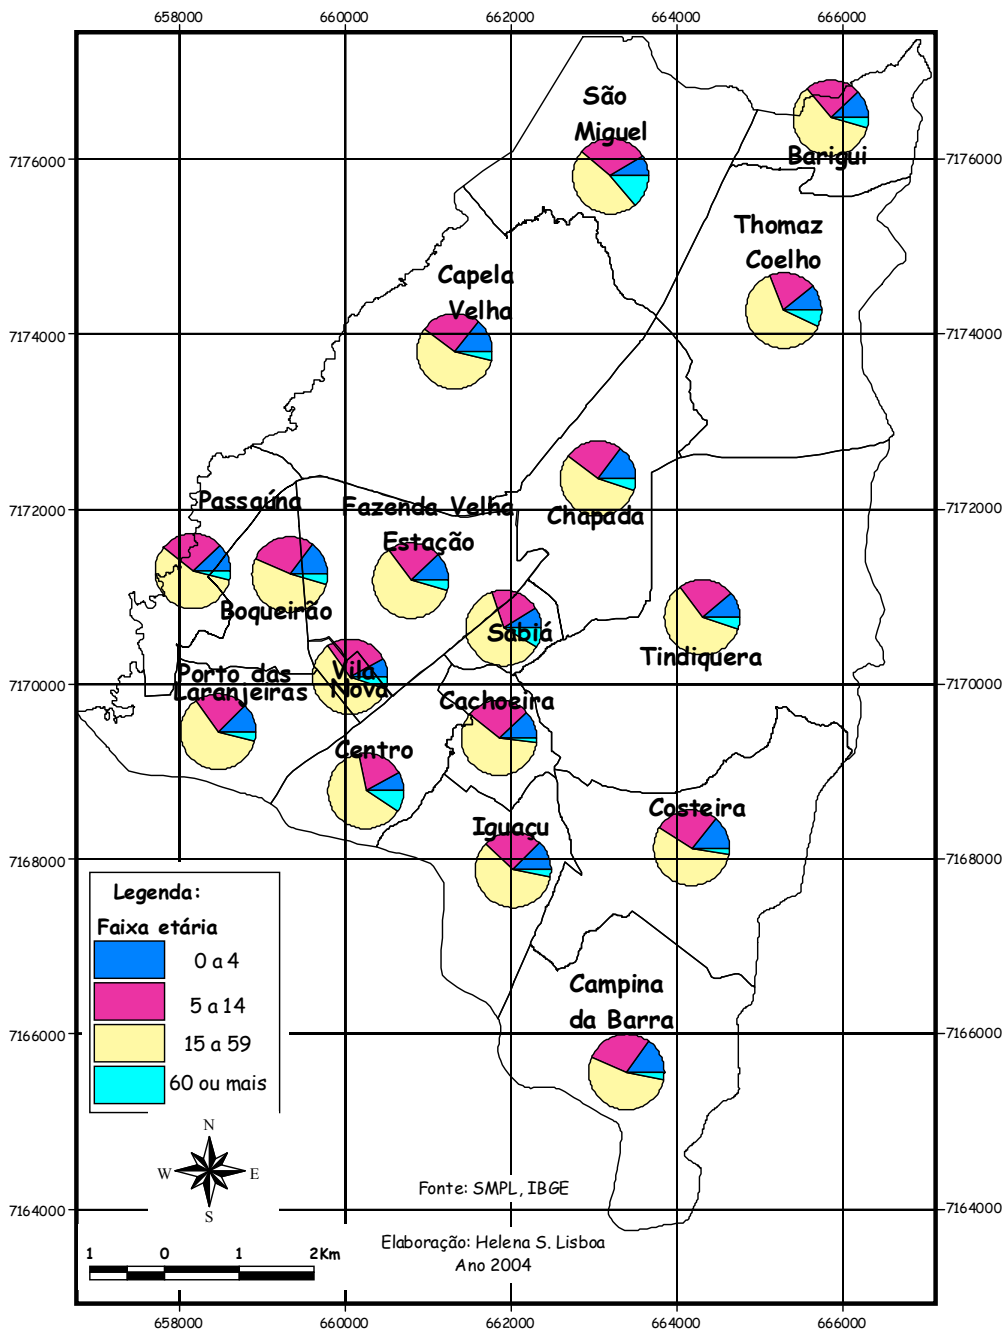 658000
660000
662000
664000
666000
São
Miguel
Barigui
7176000
7176000
Thomaz
Coelho
Capela
Velha
7174000
7174000
Passaúna
Fazenda Velha
7172000
7172000
Chapada
Estação
Boqueirão
Sabiá
Tindiquera
Vila
Nova
Porto das
Laranjeiras
7170000
7170000
Cachoeira
Centro
Costeira
Iguaçu
7168000
7168000
Legenda:
Faixa etária
0 a 4
5 a 14
15 a 59
60 ou mais
Campina
da Barra
7166000
7166000
N
W
E
S
Fonte: SMPL, IBGE
7164000
7164000
Elaboração: Helena S. Lisboa
Ano 2004
1
0
1
2Km
658000
660000
662000
664000
666000